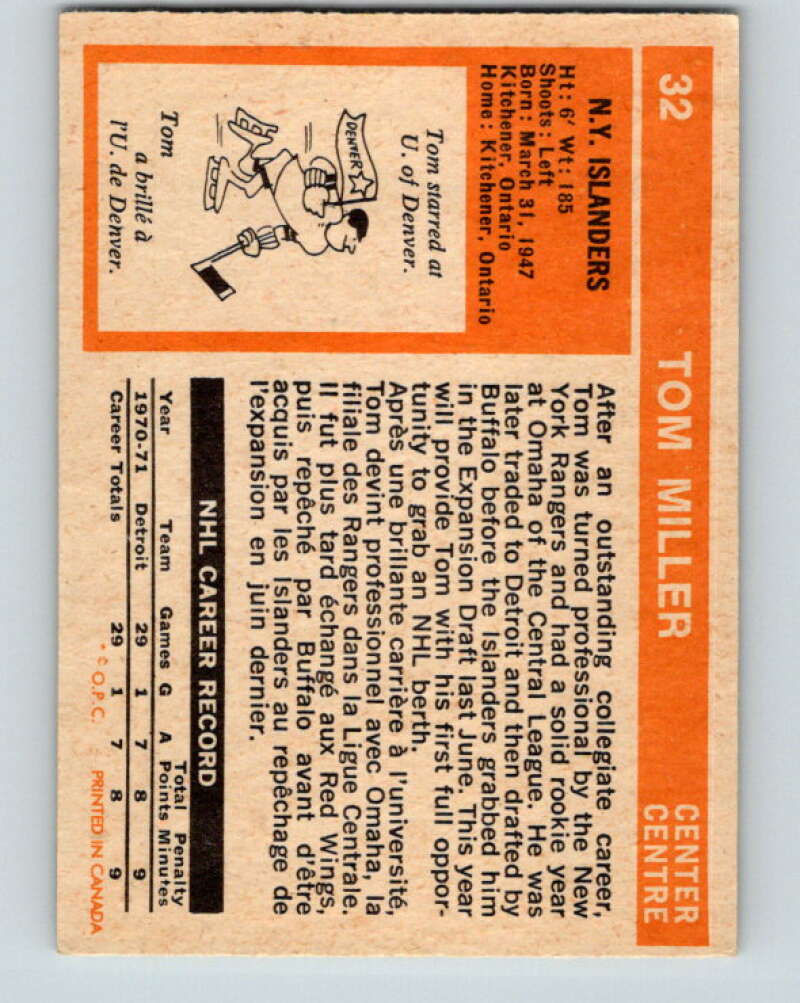 32
TOM MILLER
CENTER
CENTRE
N.Y. ISLANDERS
Ht: 6' Wt: 185
Shoots: Left
Born: March 31, 1947
Kitchener, Ontario
Home: Kitchener, Ontario
Tom starred at
U. of Denver.
DENVER
Tom
a brillé à
l'U. de Denver.
After an outstanding collegiate career,
Tom was turned professional by the New
York Rangers and had a solid rookie year
at Omaha of the Central League. He was
later traded to Detroit and then drafted by
Buffalo before the Islanders grabbed him
in the Expansion Draft last June. This year
will provide Tom with his first full oppor-
tunity to grab an NHL berth.
Après une brillante carrière à l'université,
Tom devint professionnel avec Omaha, la
filiale des Rangers dans la Ligue Centrale.
Il fut plus tard échangé aux Red Wings,
puis repêché par Buffalo avant d'être
acquis par les Islanders au repêchage de
l'expansion en juin dernier.
NHL CAREER RECORD
Total Penalty
Year Team Games G A Points Minutes
1970-71 Detroit 29 1 7 8 9
Career Totals 29 1 7 8 9
* © O.P.C. PRINTED IN CANADA